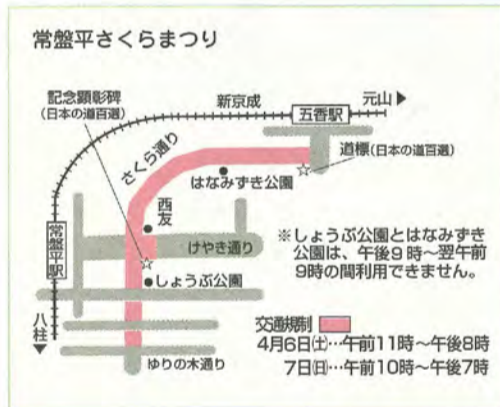 常盤平さくらまつり
新京成
元山▶
五香駅
記念顕彰碑
(日本の道百選)
さくら通り
道標(日本の道百選)
はなみずき公園
西友
常盤平駅
けやき通り
※しょうぶ公園とはなみずき
公園は、午後9時〜翌午前
9時の間利用できません。
しょうぶ公園
八柱
▼
ゆりの木通り
交通規制
4月6日㈯…午前11時〜午後8時
7日㈰…午前10時〜午後7時